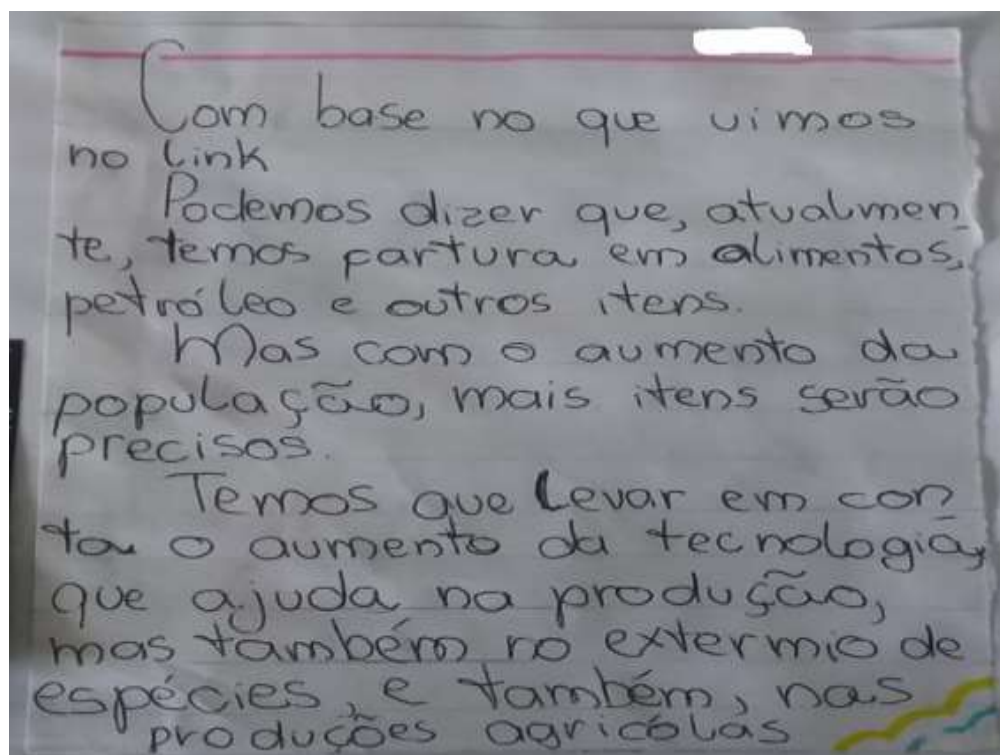 Com base no que vimos
no link
Podemos dizer que, atualmen
te, temos fartura em alimentos,
petróleo e outros itens.
Mas com o aumento da
população, mais itens serão
precisos.
Temos que levar em con
ta o aumento da tecnologia,
que ajuda na produção,
mas também no extermio de
espécies, e também, nas
produções agricólas